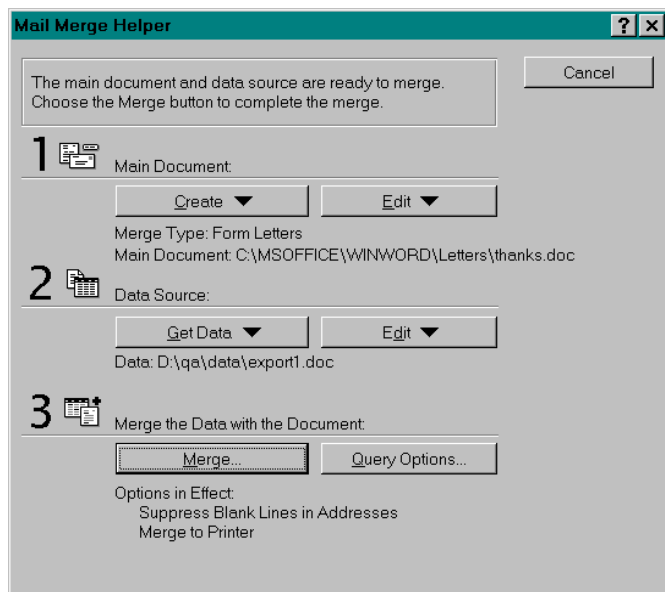 Mail Merge Helper
? ×
The main document and data source are ready to merge.
Choose the Merge button to complete the merge.
Cancel
1
Main Document:
Create
Edit
Merge Type: Form Letters
Main Document: C:\MSOFFICE\WINWORD\Letters\thanks.doc
2
Data Source:
Get Data
Edit
Data: D:\qa\data\export1.doc
3
Merge the Data with the Document:
Merge...
Query Options...
Options in Effect:
Suppress Blank Lines in Addresses
Merge to Printer